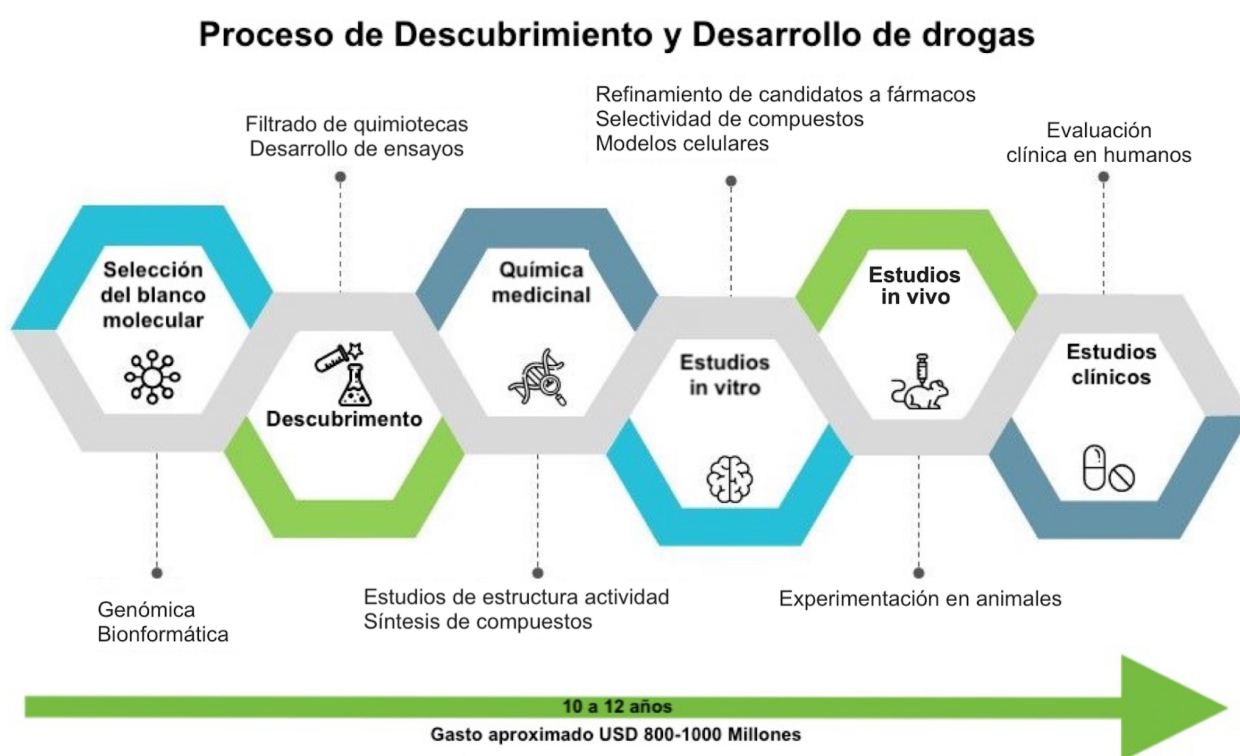 Proceso de Descubrimiento y Desarrollo de drogas
Filtrado de quimiotecas
Desarrollo de ensayos
Refinamiento de candidatos a fármacos
Selectividad de compuestos
Modelos celulares
Evaluación
clínica en humanos
Selección
del blanco
molecular
Descubrimento
Química
medicinal
Estudios
in vitro
Estudios
in vivo
Estudios
clínicos
Genómica
Bionformática
Estudios de estructura actividad
Síntesis de compuestos
Experimentación en animales
10 a 12 años
Gasto aproximado USD 800-1000 Millones